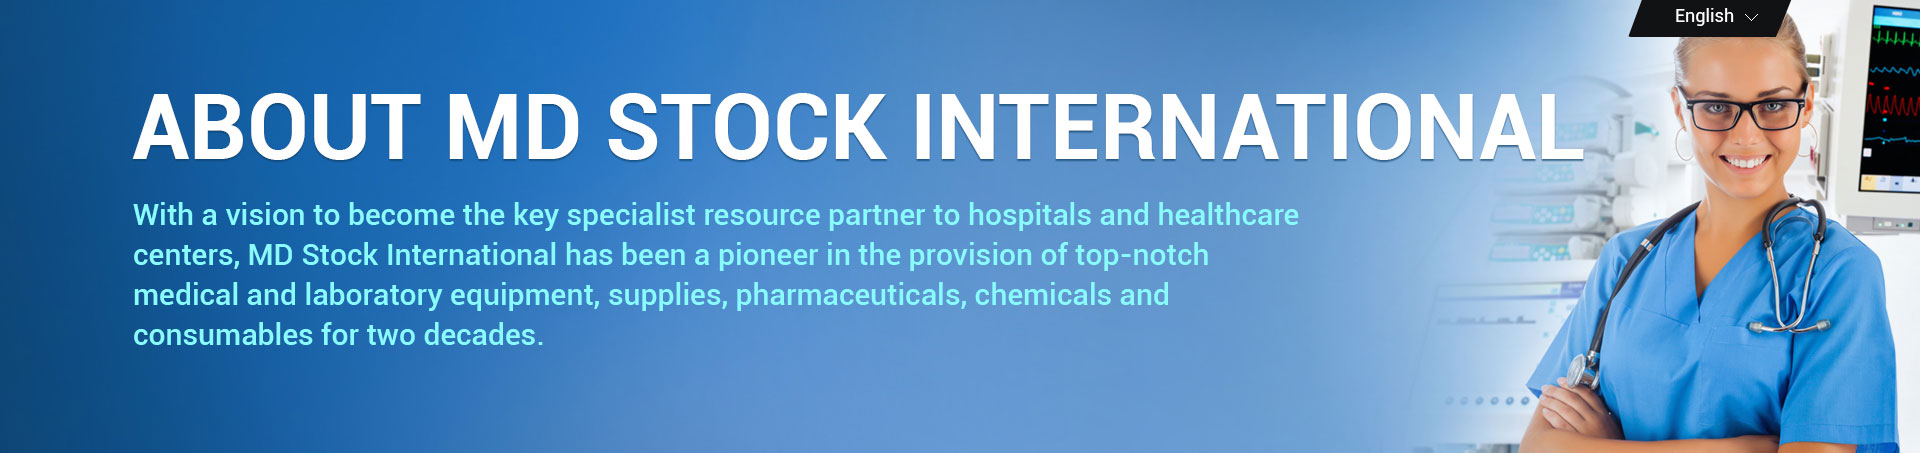 English
ABOUT MD STOCK INTERNATIONAL
With a vision to become the key specialist resource partner to hospitals and healthcare
centers, MD Stock International has been a pioneer in the provision of top-notch
medical and laboratory equipment, supplies, pharmaceuticals, chemicals and
consumables for two decades.